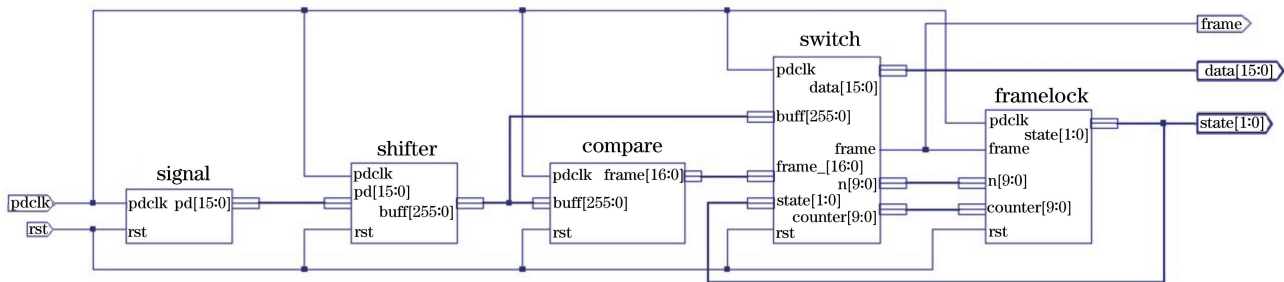 pdclk
rst
signal
pdclk pd[15:0]
rst
shifter
pdclk
pd[15:0]
buff[255:0]
rst
compare
pdclk frame[16:0]
buff[255:0]
rst
switch
pdclk
data[15:0]
buff[255:0]
frame
frame_[16:0]
n[9:0]
state[1:0]
counter[9:0]
rst
framelock
pdclk
state[1:0]
frame
n[9:0]
counter[9:0]
rst
frame
data[15:0]
state[1:0]